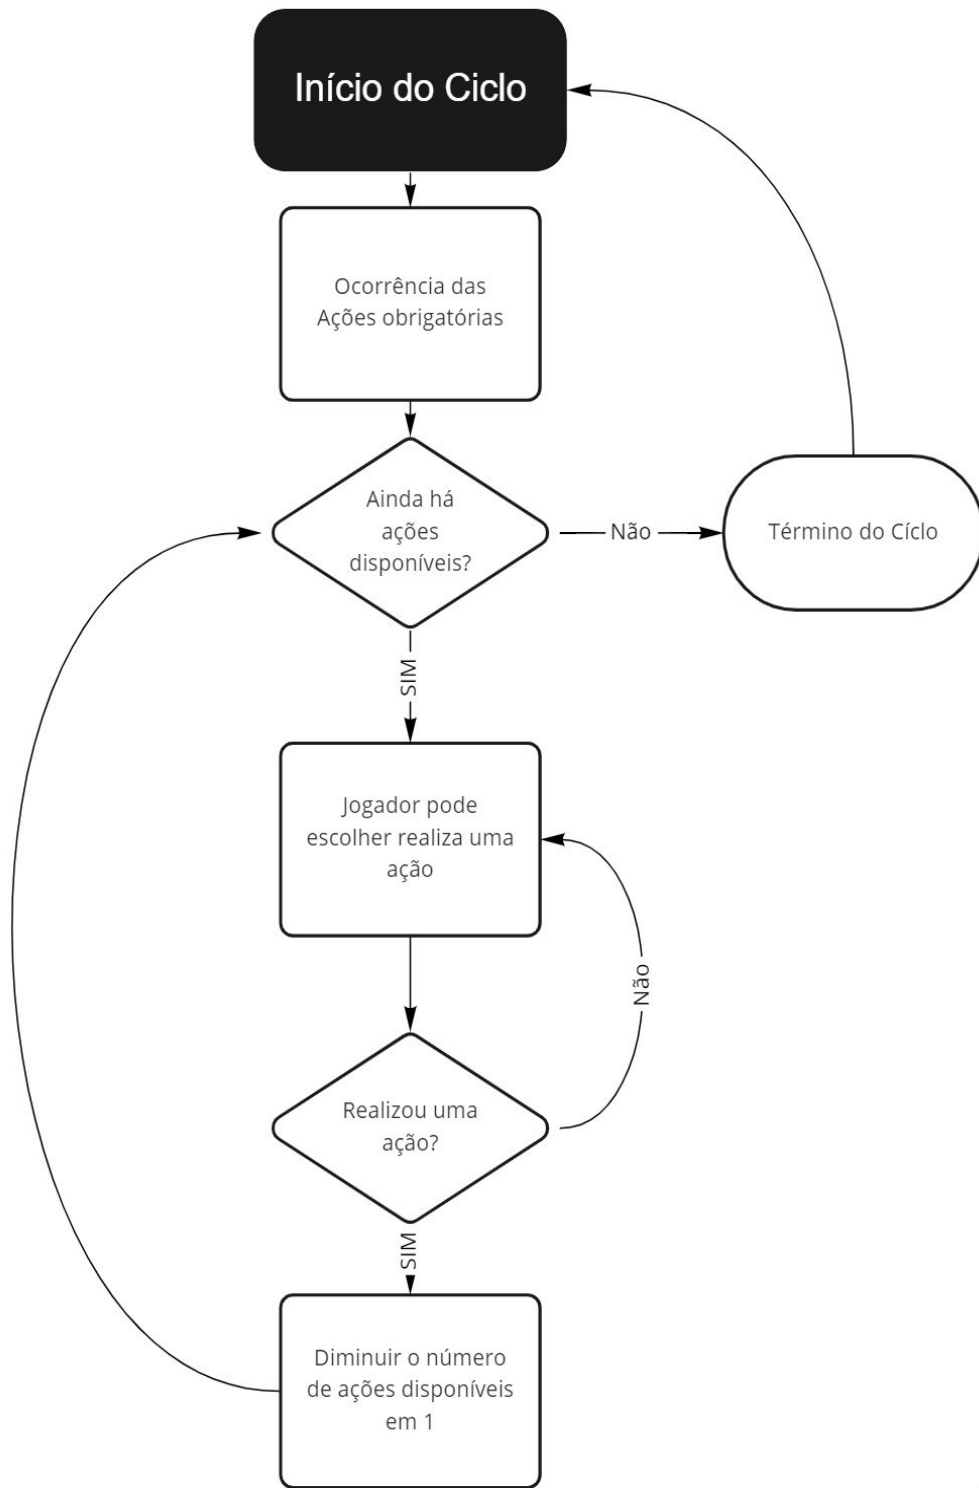 Início do Ciclo
Ocorrência das
Ações obrigatórias
Ainda há
ações
disponíveis?
Não
Término do Cíclo
SIM
Jogador pode
escolher realiza uma
ação
Não
Realizou uma
ação?
SIM
Diminuir o número
de ações disponíveis
em 1